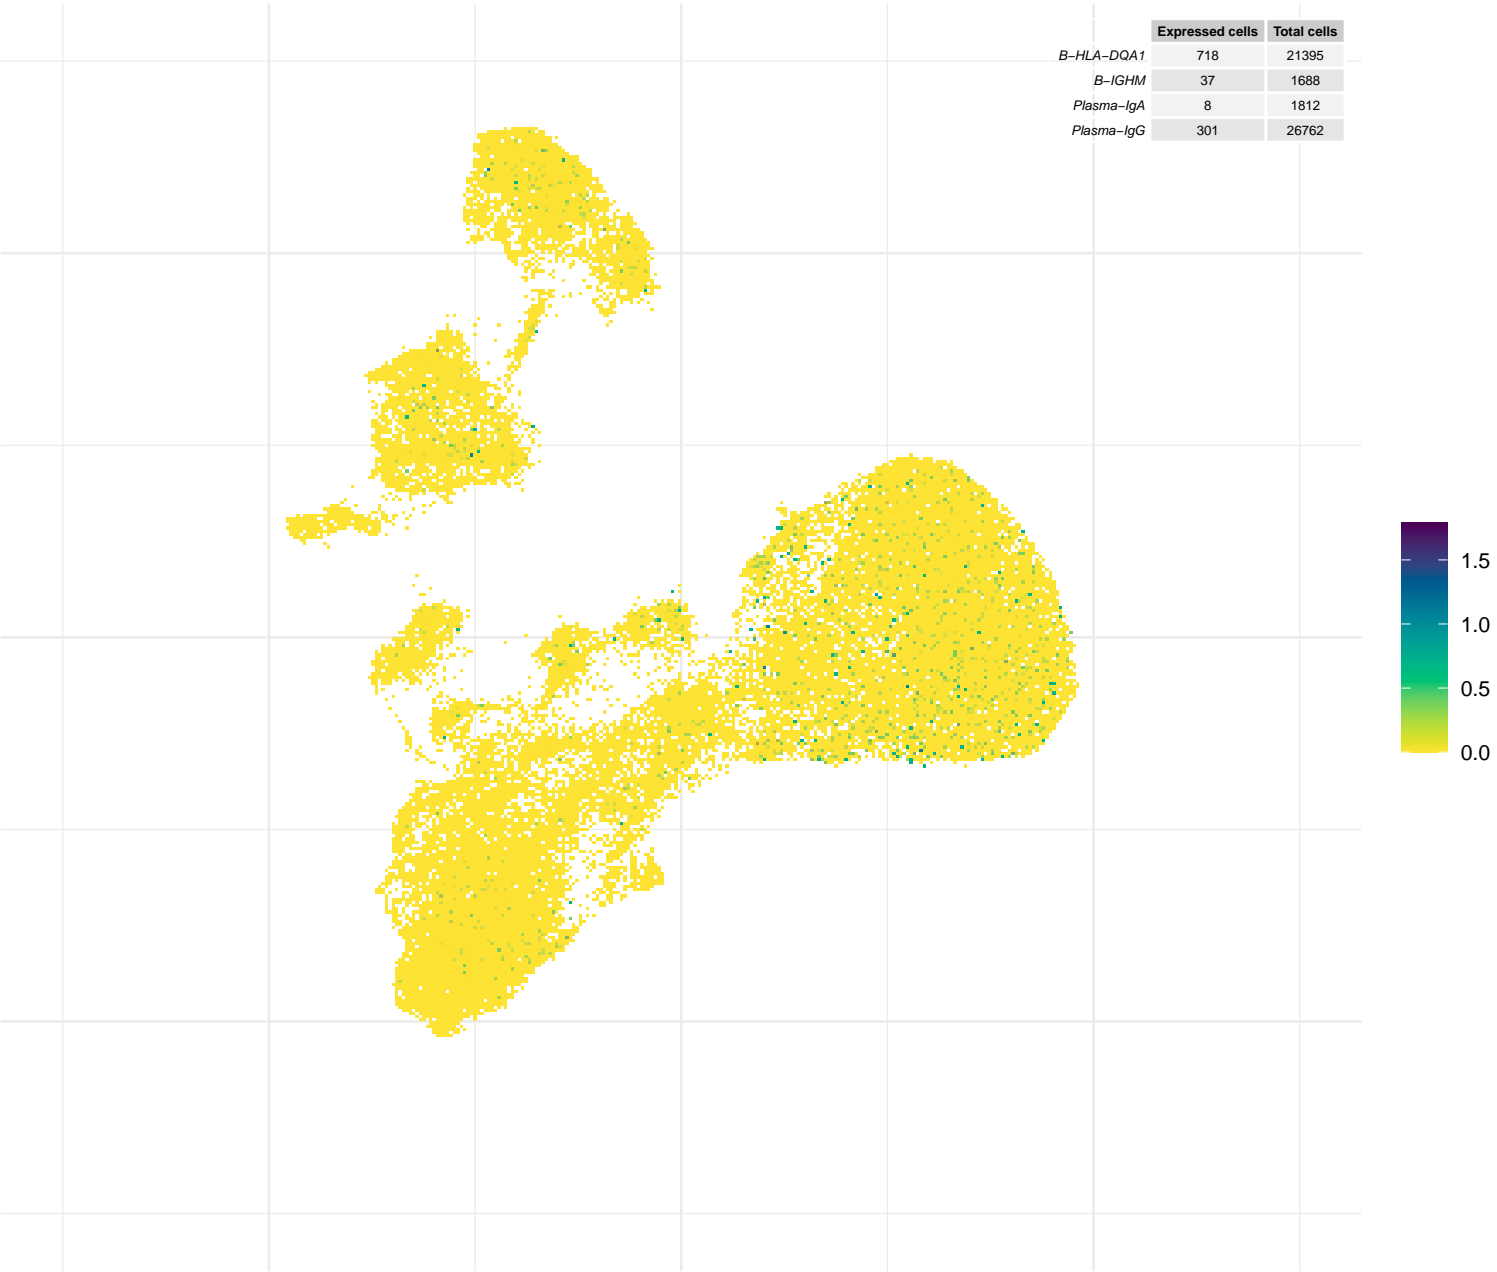 Expressed cells Total cells
B−HLA−DQA1 718 21395
B−IGHM 37 1688
Plasma−IgA 8 1812
Plasma−IgG 301 26762
1.5
1.0
0.5
0.0